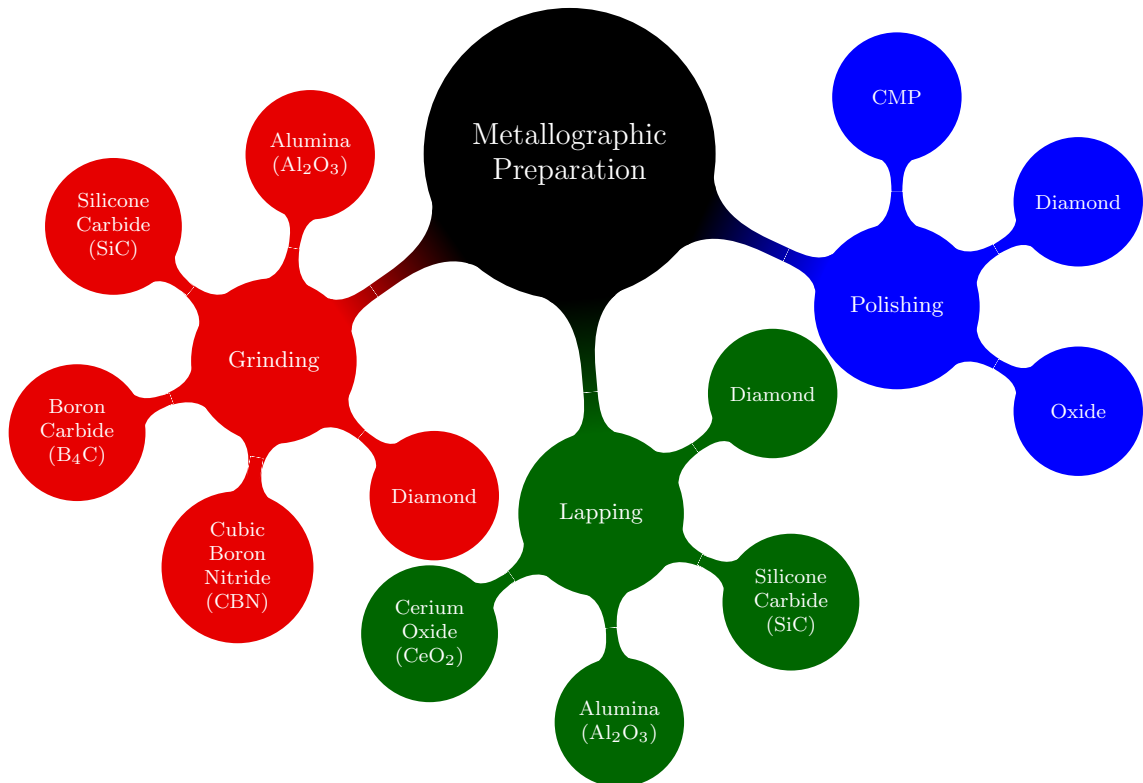 Metallographic
Preparation
Grinding
Alumina
(Al₂O₃)
Silicone
Carbide
(SiC)
Boron
Carbide
(B₄C)
Cubic
Boron
Nitride
(CBN)
Diamond
Lapping
Cerium
Oxide
(CeO₂)
Alumina
(Al₂O₃)
Silicone
Carbide
(SiC)
Diamond
Polishing
CMP
Diamond
Oxide